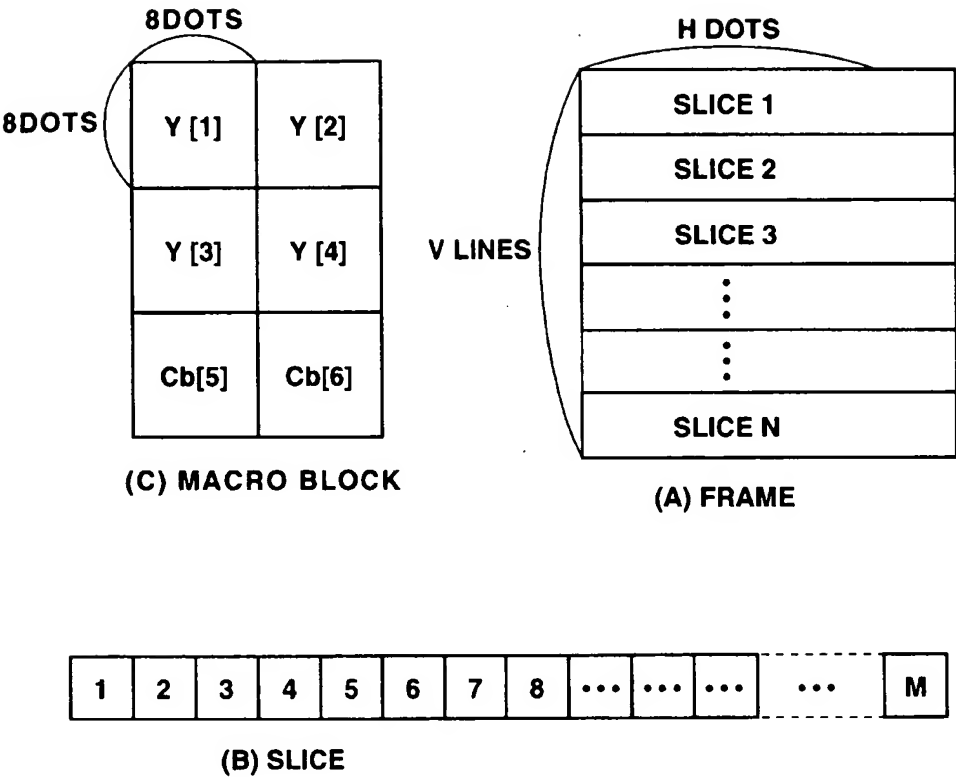 8DOTS
8DOTS
Y [1] Y [2]
Y [3] Y [4]
Cb[5] Cb[6]
(C) MACRO BLOCK
H DOTS
V LINES
SLICE 1
SLICE 2
SLICE 3
SLICE N
(A) FRAME
1 2 3 4 5 6 7 8 ••• ••• ••• ••• M
(B) SLICE